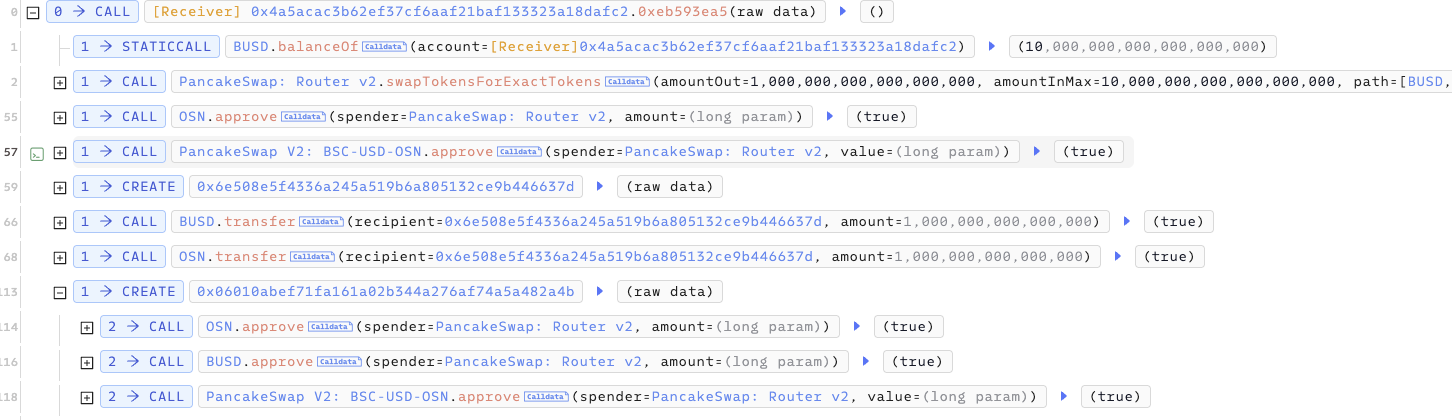 0 0 → CALL [Receiver] 0x4a5acac3b62ef37cf6aaf21baf133323a18dafc2.0xeb593ea5(raw data) ()
1 1 → STATICCALL BUSD.balanceOf Calldata (account=[Receiver]0x4a5acac3b62ef37cf6aaf21baf133323a18dafc2) (10,000,000,000,000,000,000)
2 1 → CALL PancakeSwap: Router v2.swapTokensForExactTokens Calldata (amountOut=1,000,000,000,000,000, amountInMax=10,000,000,000,000,000,000, path=[BUSD,
55 1 → CALL OSN.approve Calldata (spender=PancakeSwap: Router v2, amount=(long param)) (true)
57 1 → CALL PancakeSwap V2: BSC-USD-OSN.approve Calldata (spender=PancakeSwap: Router v2, value=(long param)) (true)
59 1 → CREATE 0x6e508e5f4336a245a519b6a805132ce9b446637d (raw data)
66 1 → CALL BUSD.transfer Calldata (recipient=0x6e508e5f4336a245a519b6a805132ce9b446637d, amount=1,000,000,000,000,000) (true)
68 1 → CALL OSN.transfer Calldata (recipient=0x6e508e5f4336a245a519b6a805132ce9b446637d, amount=1,000,000,000,000,000) (true)
113 1 → CREATE 0x06010abef71fa161a02b344a276af74a5a482a4b (raw data)
114 2 → CALL OSN.approve Calldata (spender=PancakeSwap: Router v2, amount=(long param)) (true)
116 2 → CALL BUSD.approve Calldata (spender=PancakeSwap: Router v2, amount=(long param)) (true)
118 2 → CALL PancakeSwap V2: BSC-USD-OSN.approve Calldata (spender=PancakeSwap: Router v2, value=(long param)) (true)